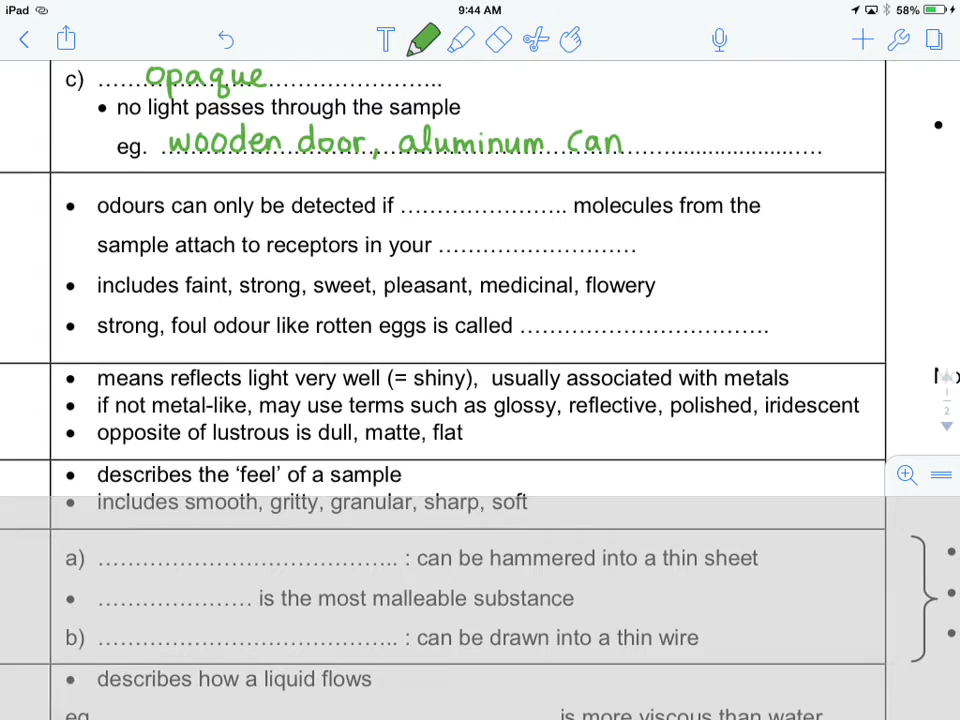 iPad 9:44 AM 58%
T
c) ……opaque……………………..
• no light passes through the sample
eg. wooden door, aluminum can
• odours can only be detected if ………………….. molecules from the
sample attach to receptors in your ………………………
• includes faint, strong, sweet, pleasant, medicinal, flowery
• strong, foul odour like rotten eggs is called …………………………….
• means reflects light very well (= shiny), usually associated with metals
• if not metal-like, may use terms such as glossy, reflective, polished, iridescent
• opposite of lustrous is dull, matte, flat
• describes the ‘feel’ of a sample
• includes smooth, gritty, granular, sharp, soft
a) ………………………………….. : can be hammered into a thin sheet
• ………………… is the most malleable substance
b) ………………………………….. : can be drawn into a thin wire
• describes how a liquid flows
eg. is more viscous than water
1
2